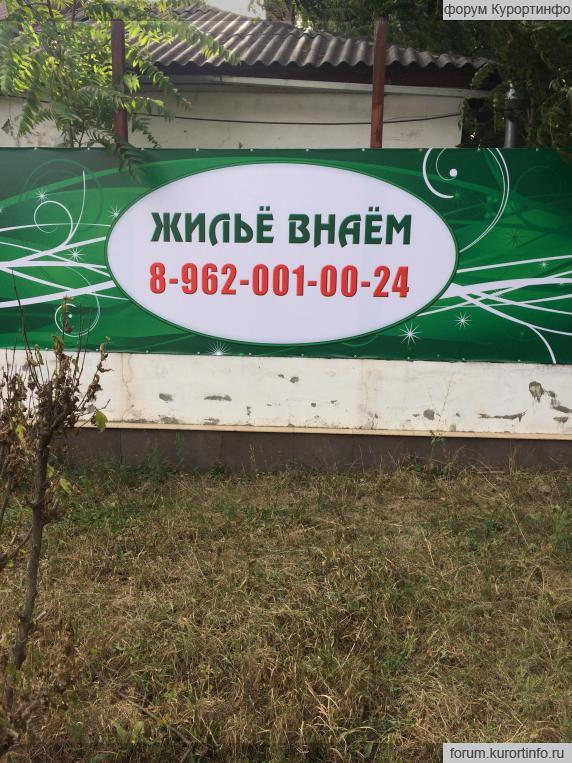 форум Курортинфо
ЖИЛЬЁ ВНАЁМ
8-962-001-00-24
forum.kurortinfo.ru